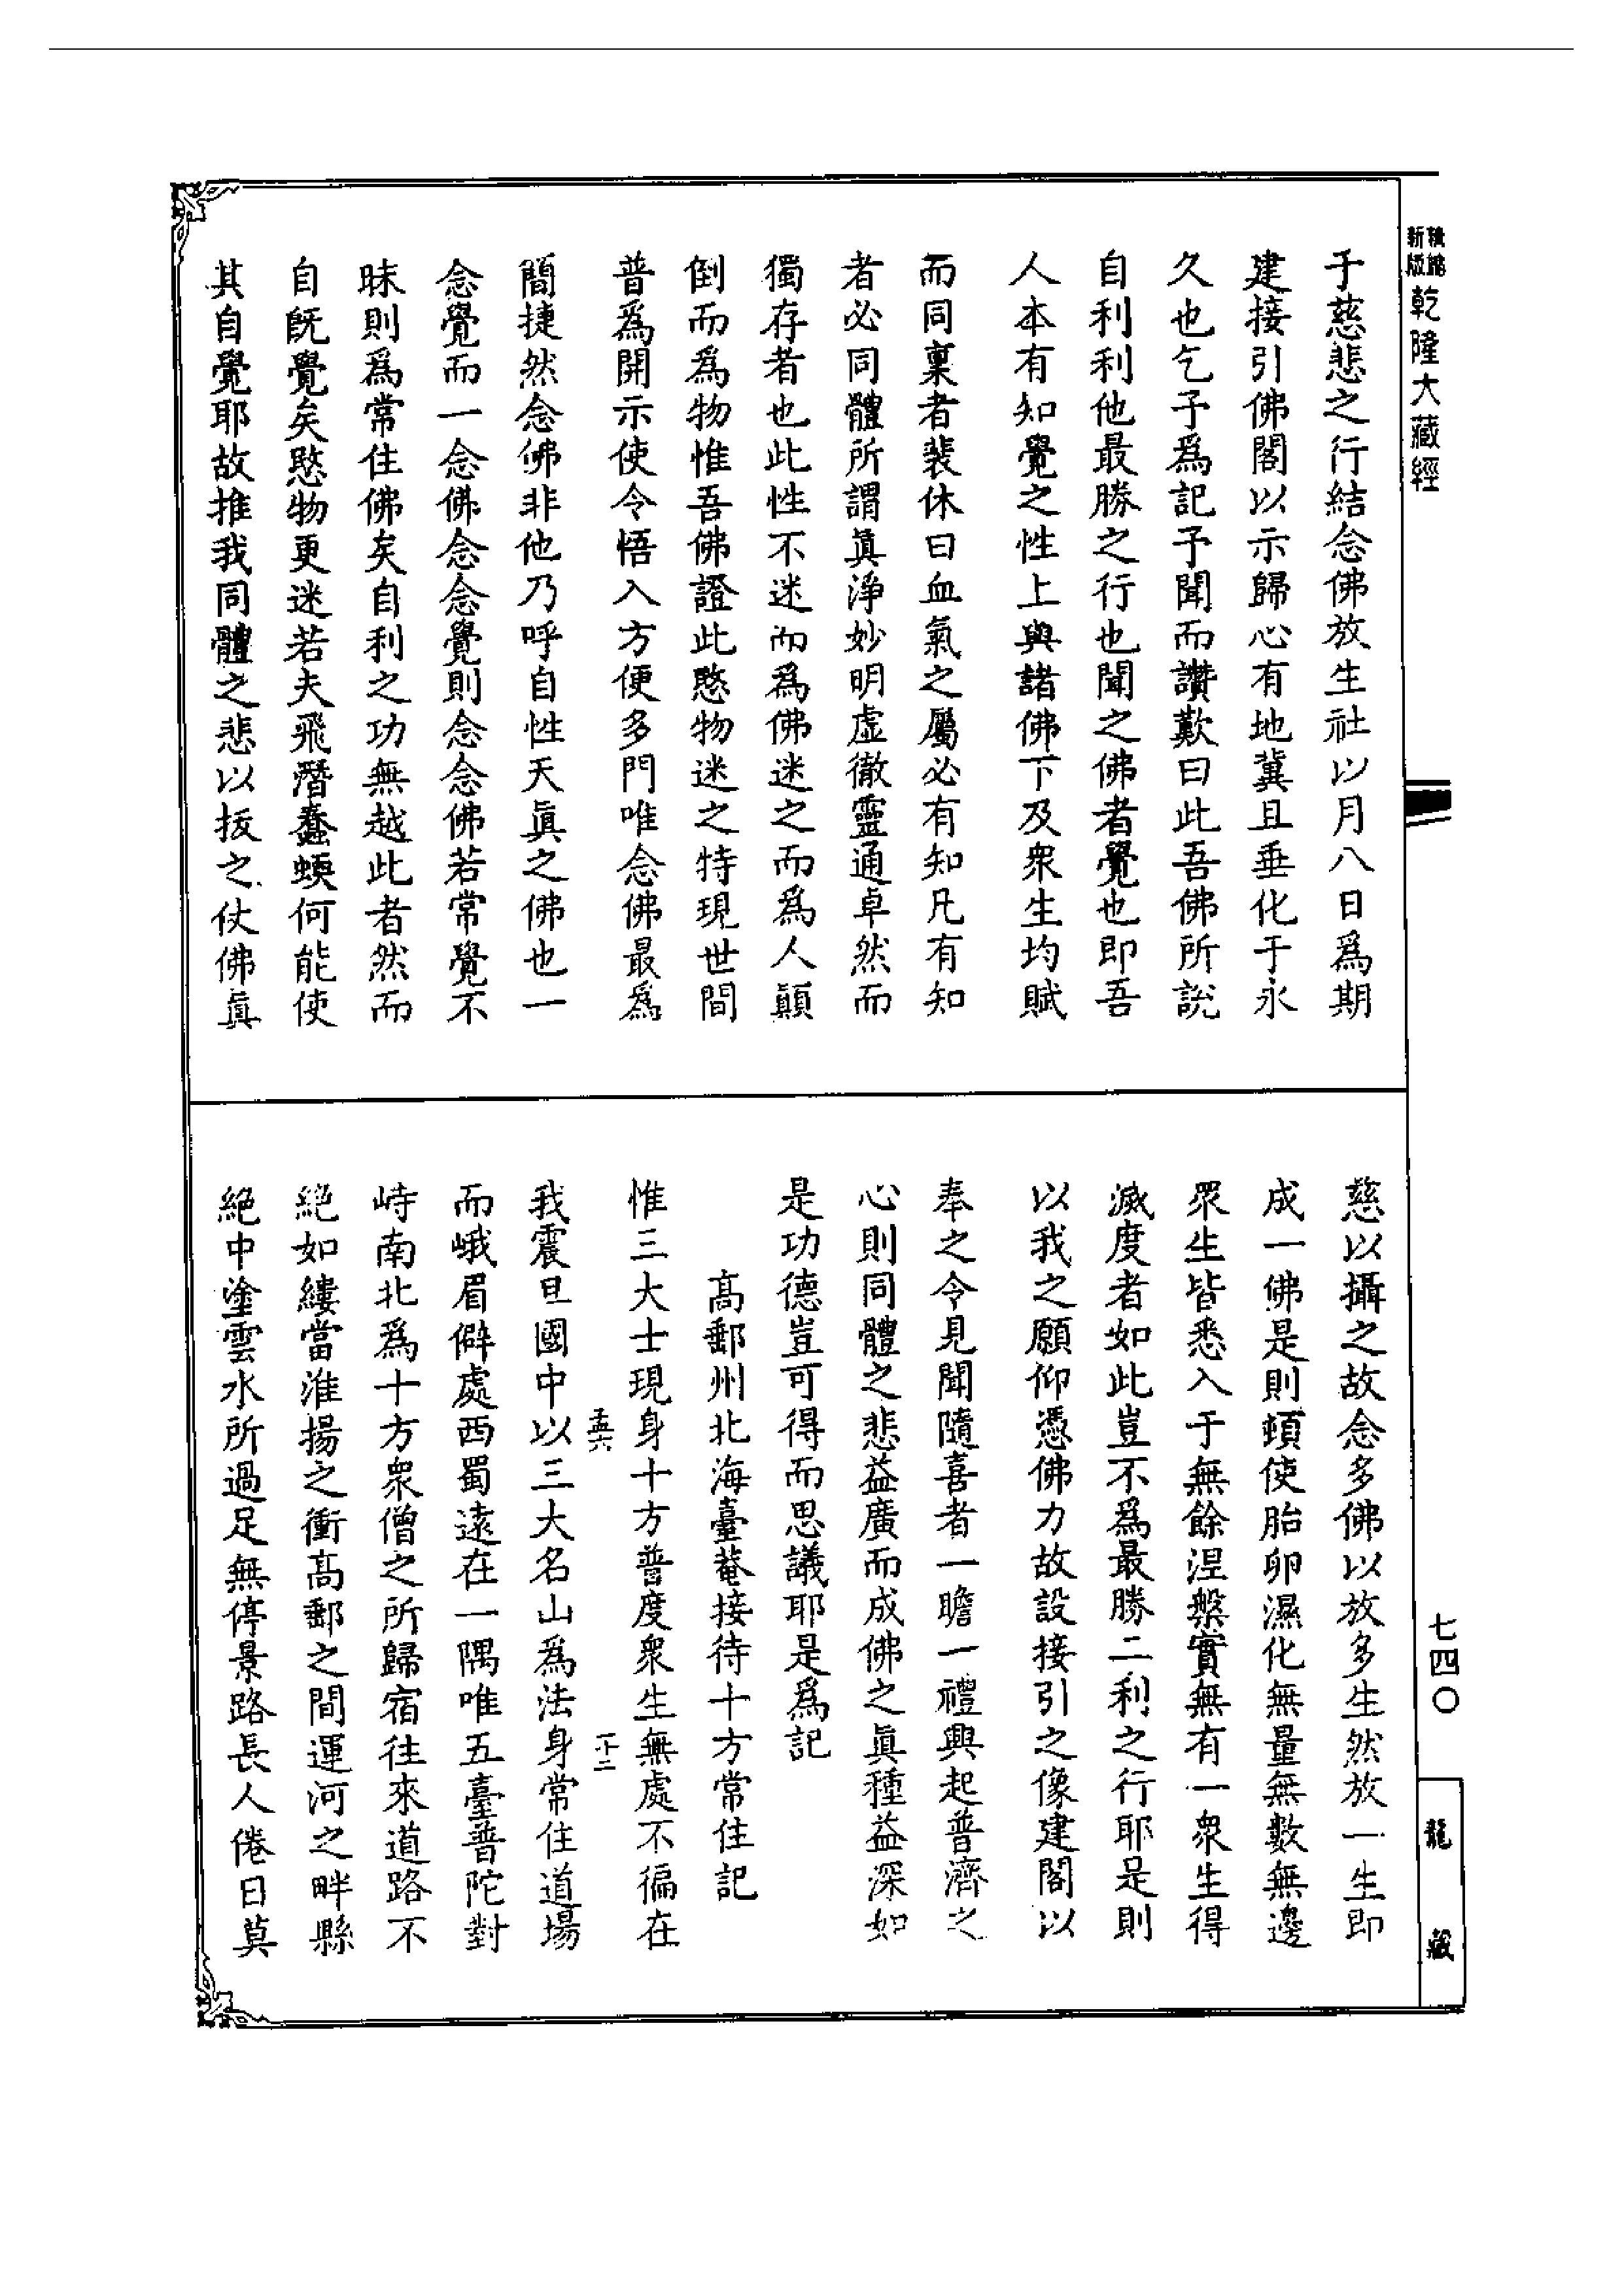 新版
精縮
乾隆大藏經
于慈悲之行結念佛放生社以月八日爲期
建接引佛閣以示歸心有地冀且垂化于永
久也乞予爲記予聞而讚歎曰此吾佛所說
自利利他最勝之行也聞之佛者覺也即吾
人本有知覺之性上與諸佛下及衆生均賦
而同稟者裴休曰血氣之屬必有知凡有知
者必同體所謂眞淨妙明虛徹靈通卓然而
獨存者也此性不迷而爲佛迷之而爲人顛
倒而爲物惟吾佛證此愍物迷之特現世間
普爲開示使令悟入方便多門唯念佛最爲
簡捷然念佛非他乃呼自性天眞之佛也一
念覺而一念佛念念覺則念念佛若常覺不
昧則爲常住佛矣自利之功無越此者然而
自旣覺矣愍物更迷若夫飛潛蠢蝡何能使
其自覺耶故推我同體之悲以拔之仗佛眞
慈以攝之故念多佛以放多生然放一生即
成一佛是則頓使胎卵濕化無量無數無邊
眾生皆悉入于無餘涅槃實無有一衆生得
滅度者如此豈不爲最勝二利之行耶是則
以我之願仰憑佛力故設接引之像建閣以
奉之令見聞隨喜者一瞻一禮興起普濟之
心則同體之悲益廣而成佛之眞種益深如
是功德豈可得而思議耶是爲記
高郵州北海臺菴接待十方常住記
惟三大士現身十方普度衆生無處不徧在
我震旦國中以三大名山爲法身常住道場
而峨眉僻處西蜀遠在一隅唯五臺普陀對
峙南北爲十方衆僧之所歸宿往來道路不
絕如縷當淮揚之衝高郵之間運河之畔縣
絕中塗雲水所過足無停景路長人倦日莫
七四〇
龍藏